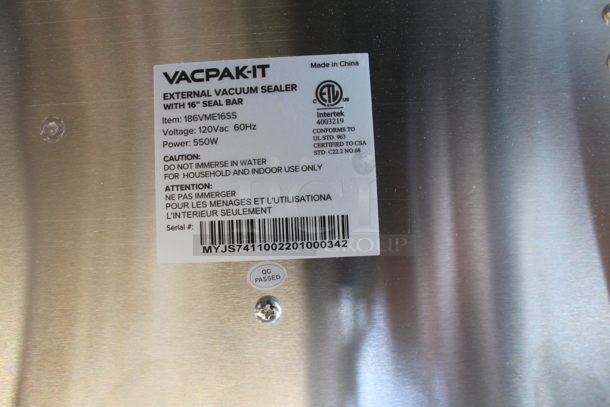 VACPAK-IT
Made in China
EXTERNAL VACUUM SEALER
WITH 16" SEAL BAR
Item: 186VME16SS
Voltage: 120Vac 60Hz
Power: 550W
C ETL US
Intertek
4003219
CONFORMS TO
UL STD. 963
CERTIFIED TO CSA
STD. C22.2 NO.68
CAUTION:
DO NOT IMMERSE IN WATER
FOR HOUSEHOLD AND INDOOR USE ONLY
ATTENTION:
NE PAS IMMERGER
POUR LES MENAGES ET L'UTILISATIONA
L'INTERIEUR SEULEMENT
Serial #:
MYJS7411002201000342
GROUP
QC
PASSED